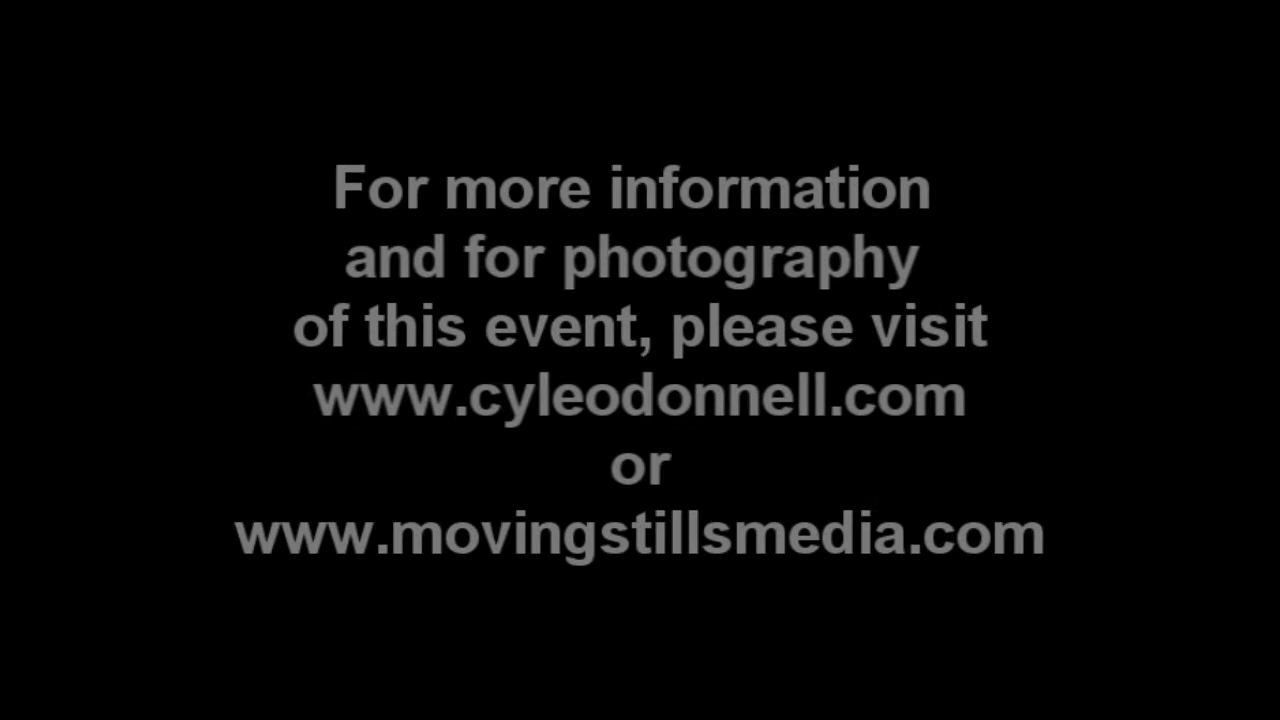 For more information
and for photography
of this event, please visit
www.cyleodonnell.com
or
www.movingstillsmedia.com